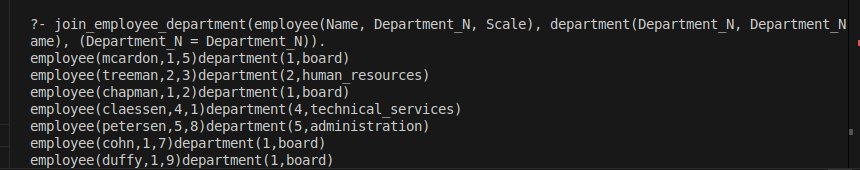 ?- join_employee_department(employee(Name, Department_N, Scale), department(Department_N, Department_N
ame), (Department_N = Department_N)).
employee(mcardon,1,5)department(1,board)
employee(treeman,2,3)department(2,human_resources)
employee(chapman,1,2)department(1,board)
employee(claessen,4,1)department(4,technical_services)
employee(petersen,5,8)department(5,administration)
employee(cohn,1,7)department(1,board)
employee(duffy,1,9)department(1,board)